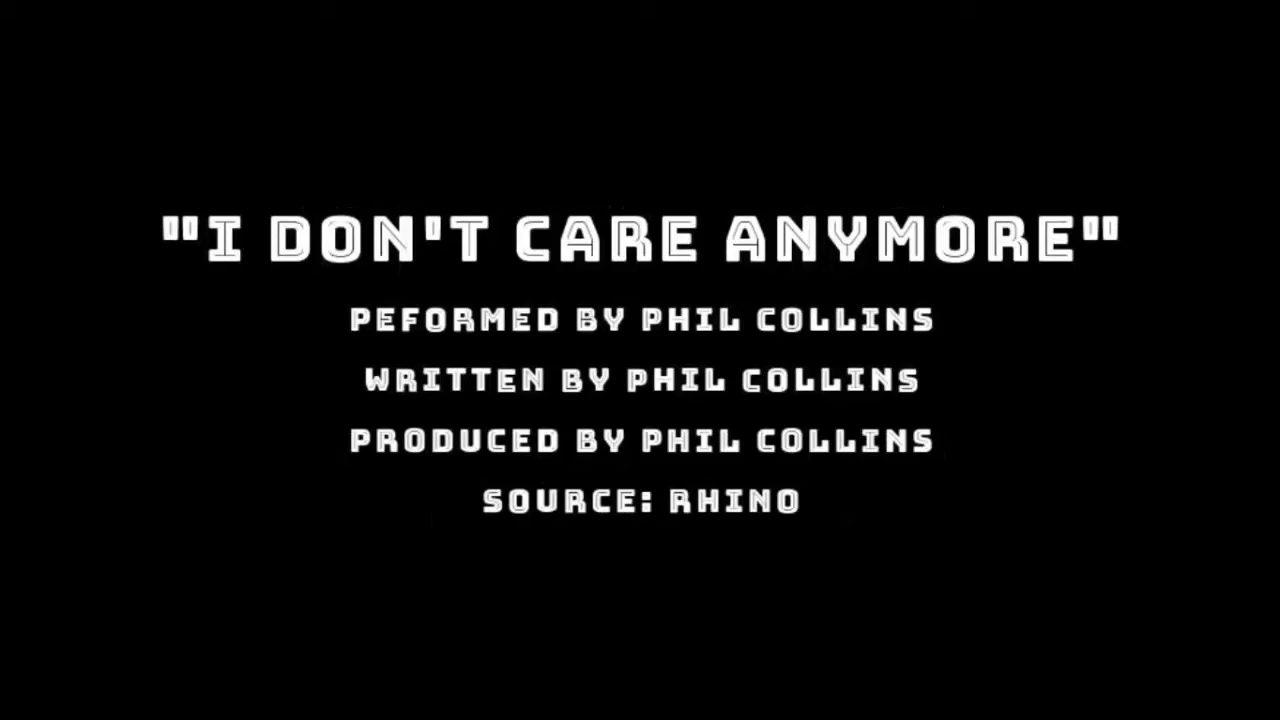 "I DON'T CARE ANYMORE"
PEFORMED BY PHIL COLLINS
WRITTEN BY PHIL COLLINS
PRODUCED BY PHIL COLLINS
SOURCE: RHINO